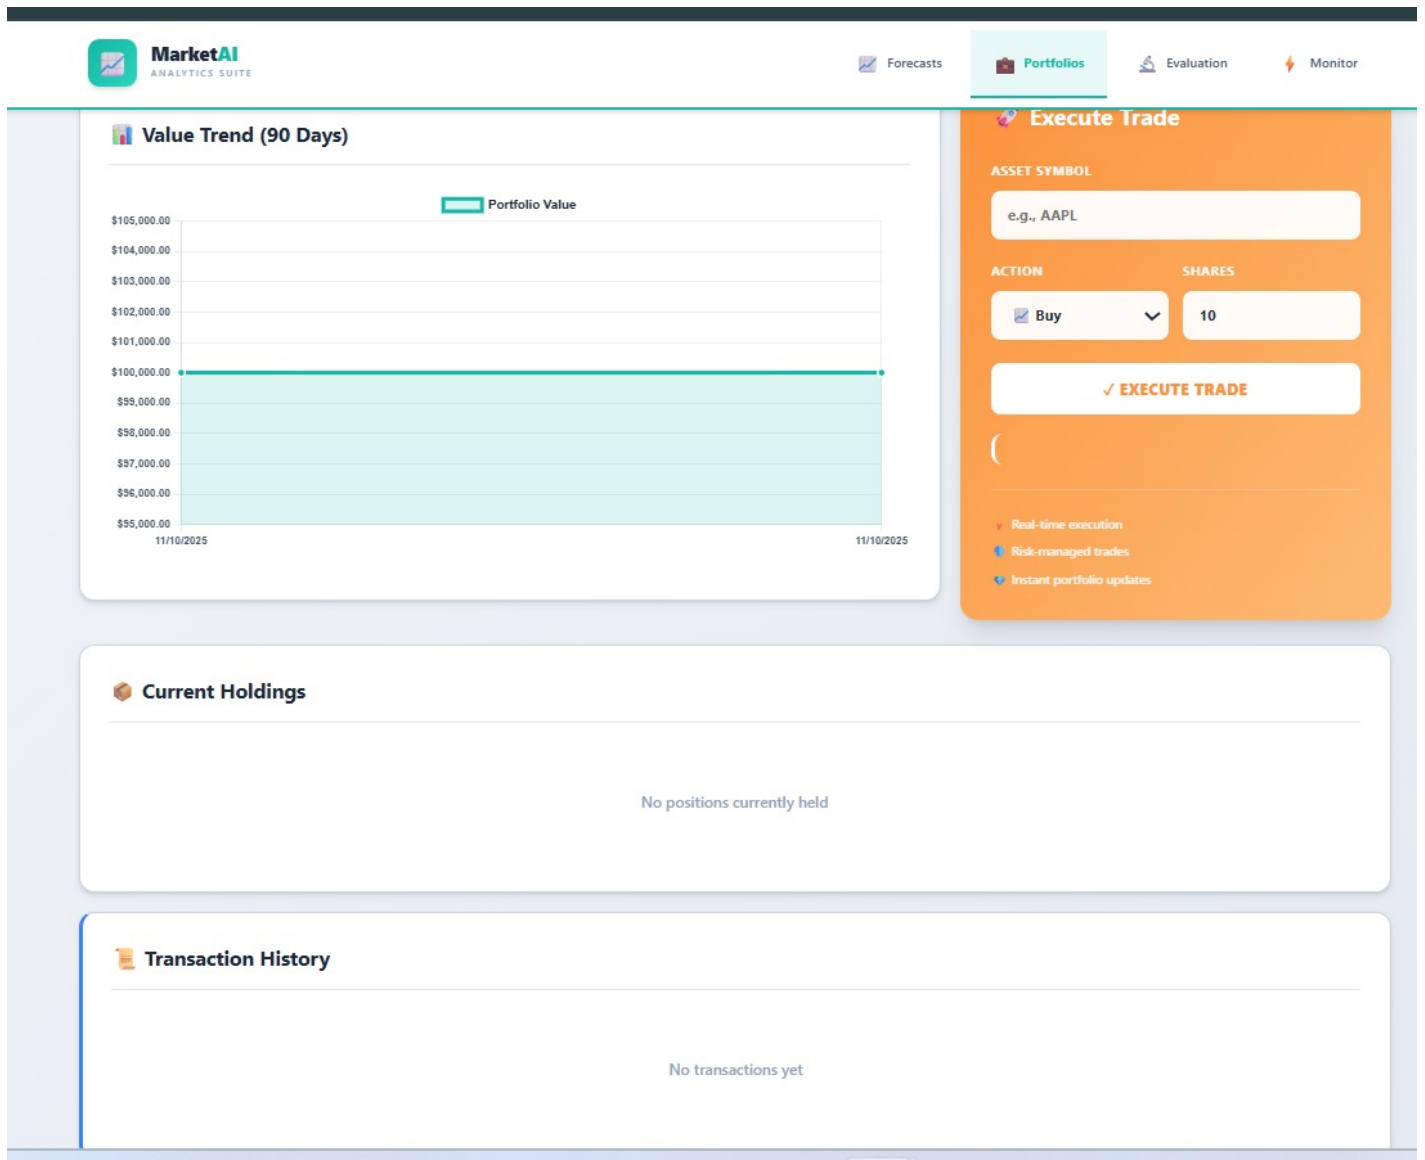 MarketAI
ANALYTICS SUITE
Forecasts
Portfolios
Evaluation
Monitor
Value Trend (90 Days)
Portfolio Value
$105,000.00
$104,000.00
$103,000.00
$102,000.00
$101,000.00
$100,000.00
$99,000.00
$98,000.00
$97,000.00
$96,000.00
$95,000.00
11/10/2025
11/10/2025
Execute Trade
ASSET SYMBOL
e.g., AAPL
ACTION
SHARES
Buy
10
✓ EXECUTE TRADE
Real-time execution
Risk-managed trades
Instant portfolio updates
Current Holdings
No positions currently held
Transaction History
No transactions yet